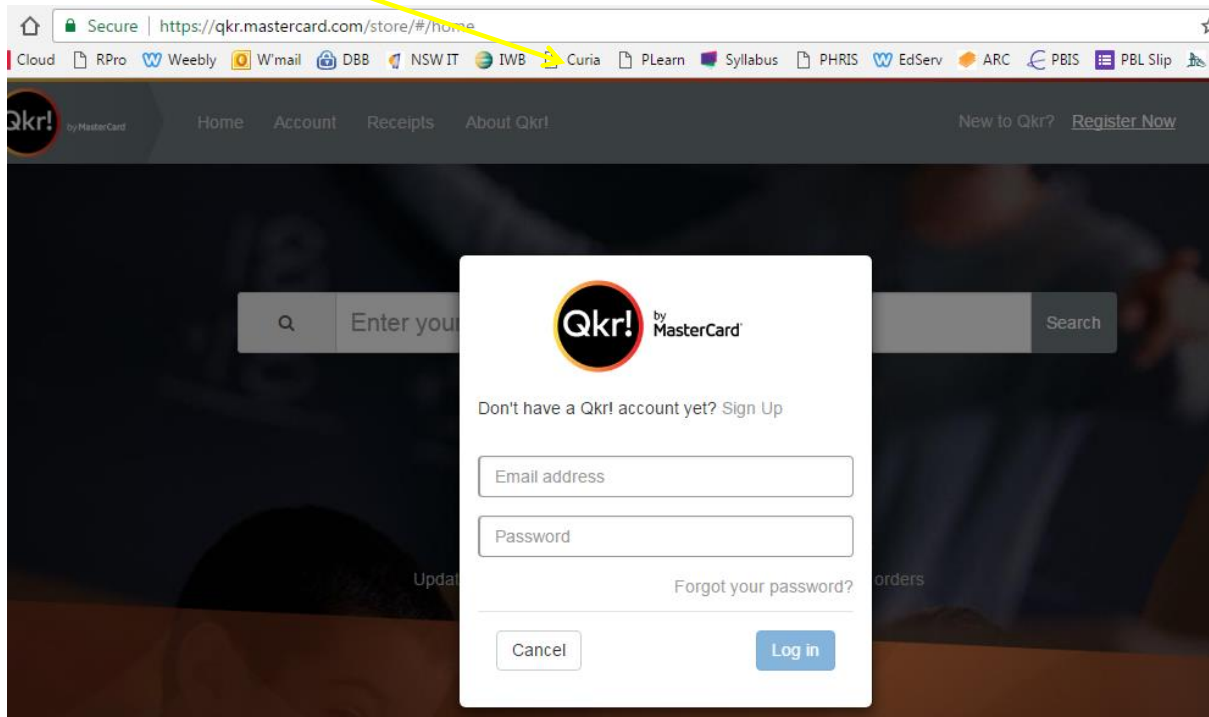 Secure | https://qkr.mastercard.com/store/#/home
Cloud RPro Weebly W'mail DBB NSW IT IWB Curia PLearn Syllabus PHRIS EdServ ARC PBIS PBL Slip
Qkr! by MasterCard Home Account Receipts About Qkr! New to Qkr? Register Now
Enter your Search
Qkr! by MasterCard
Don't have a Qkr! account yet? Sign Up
Email address
Password
Updat orders
Forgot your password?
Cancel Log in